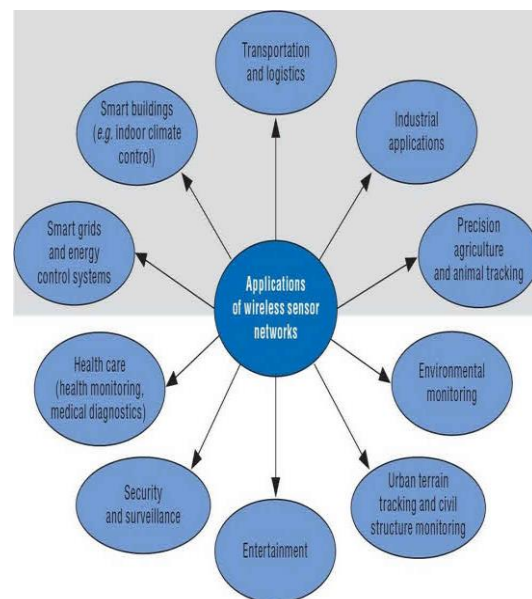 Transportation
and logistics
Smart buildings
(e.g. indoor climate
control)
Industrial
applications
Smart grids
and energy
control systems
Precision
agriculture
and animal tracking
Applications
of wireless sensor
networks
Health care
(health monitoring,
medical diagnostics)
Environmental
monitoring
Security
and surveillance
Urban terrain
tracking and civil
structure monitoring
Entertainment